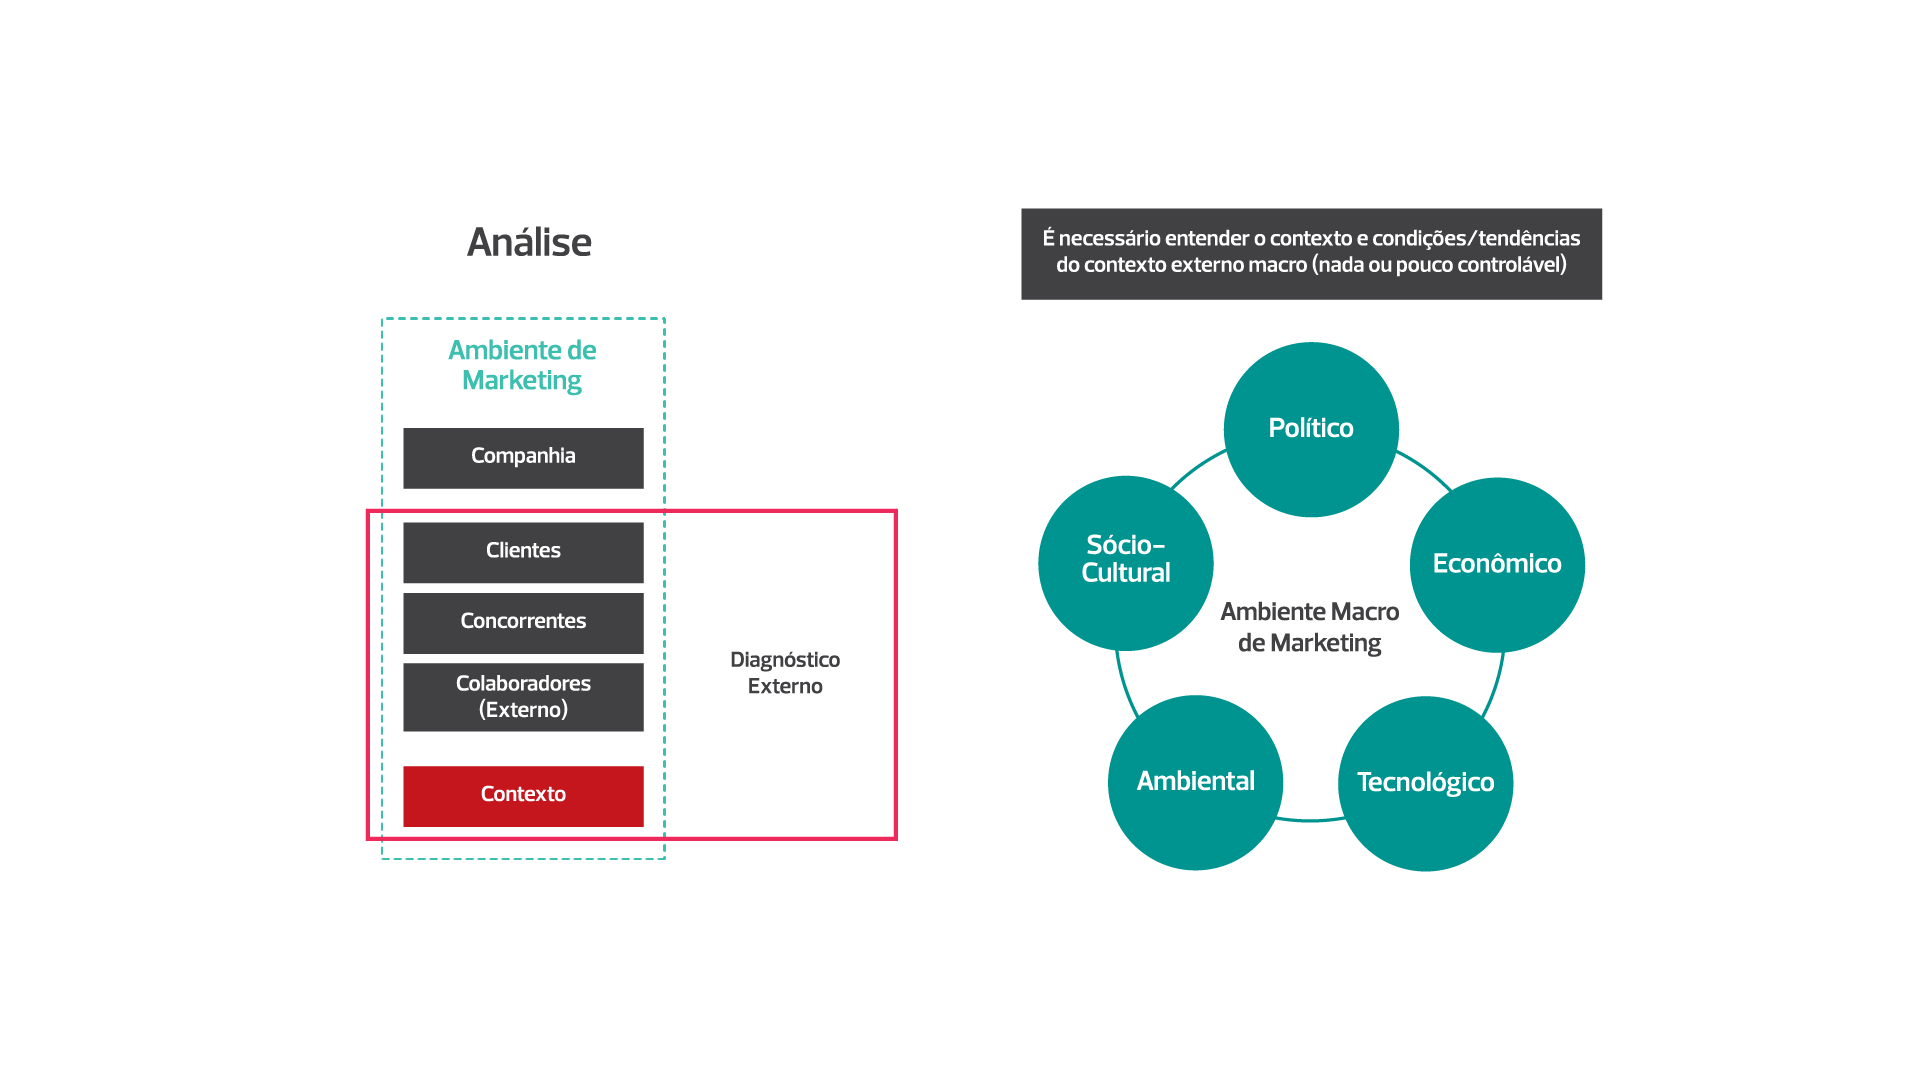 Análise
Ambiente de
Marketing
Companhia
Clientes
Concorrentes
Colaboradores
(Externo)
Contexto
Diagnóstico
Externo
É necessário entender o contexto e condições/tendências
do contexto externo macro (nada ou pouco controlável)
Político
Sócio-
Cultural
Econômico
Ambiente Macro
de Marketing
Ambiental
Tecnológico